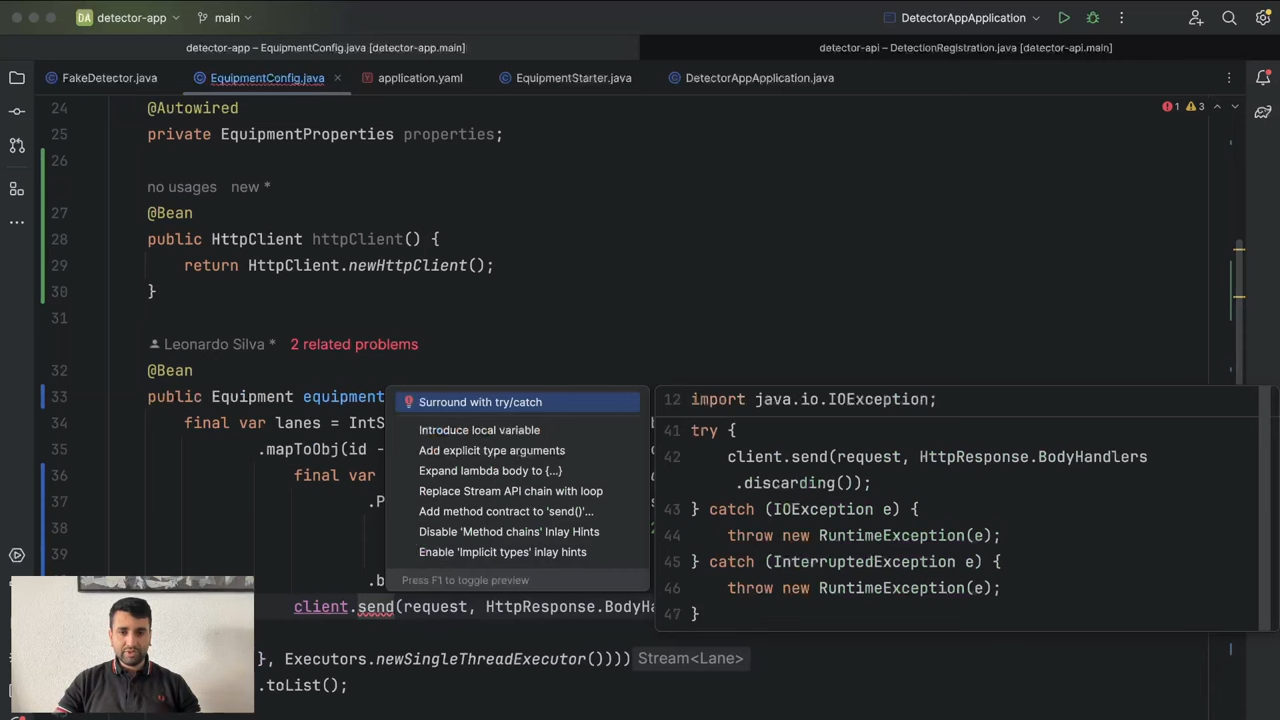 DA detector-app main DetectorAppApplication
detector-app – EquipmentConfig.java [detector-app.main] detector-api – DetectionRegistration.java [detector-api.main]
FakeDetector.java EquipmentConfig.java application.yaml EquipmentStarter.java DetectorAppApplication.java
24 @Autowired 1 3
25 private EquipmentProperties properties;
26
no usages new *
27 @Bean
28 public HttpClient httpClient() {
29 return HttpClient.newHttpClient();
30 }
31
Leonardo Silva * 2 related problems
32 @Bean
33 public Equipment equipment
34 final var lanes = IntS
35 .mapToObj(id -
36 final var
37 .P
38
39
.b
client.send(request, HttpResponse.BodyHa
}, Executors.newSingleThreadExecutor()))) Stream<Lane>
.toList();
Surround with try/catch
Introduce local variable
Add explicit type arguments
Expand lambda body to {...}
Replace Stream API chain with loop
Add method contract to 'send()'...
Disable 'Method chains' Inlay Hints
Enable 'Implicit types' inlay hints
Press F1 to toggle preview
12 import java.io.IOException;
41 try {
42 client.send(request, HttpResponse.BodyHandlers
.discarding());
43 } catch (IOException e) {
44 throw new RuntimeException(e);
45 } catch (InterruptedException e) {
46 throw new RuntimeException(e);
47 }